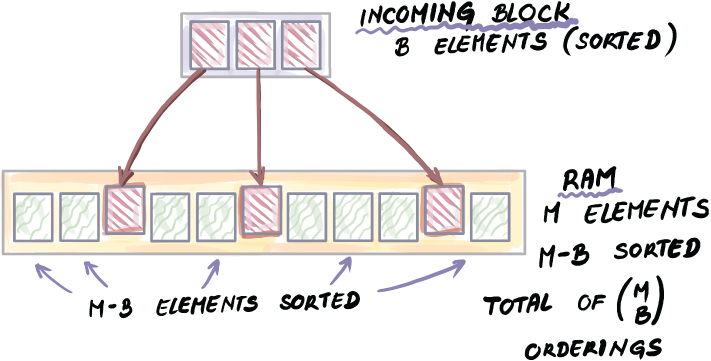 INCOMING BLOCK
B ELEMENTS (SORTED)
RAM
M ELEMENTS
M-B SORTED
M-B ELEMENTS SORTED
TOTAL OF (M B)
ORDERINGS